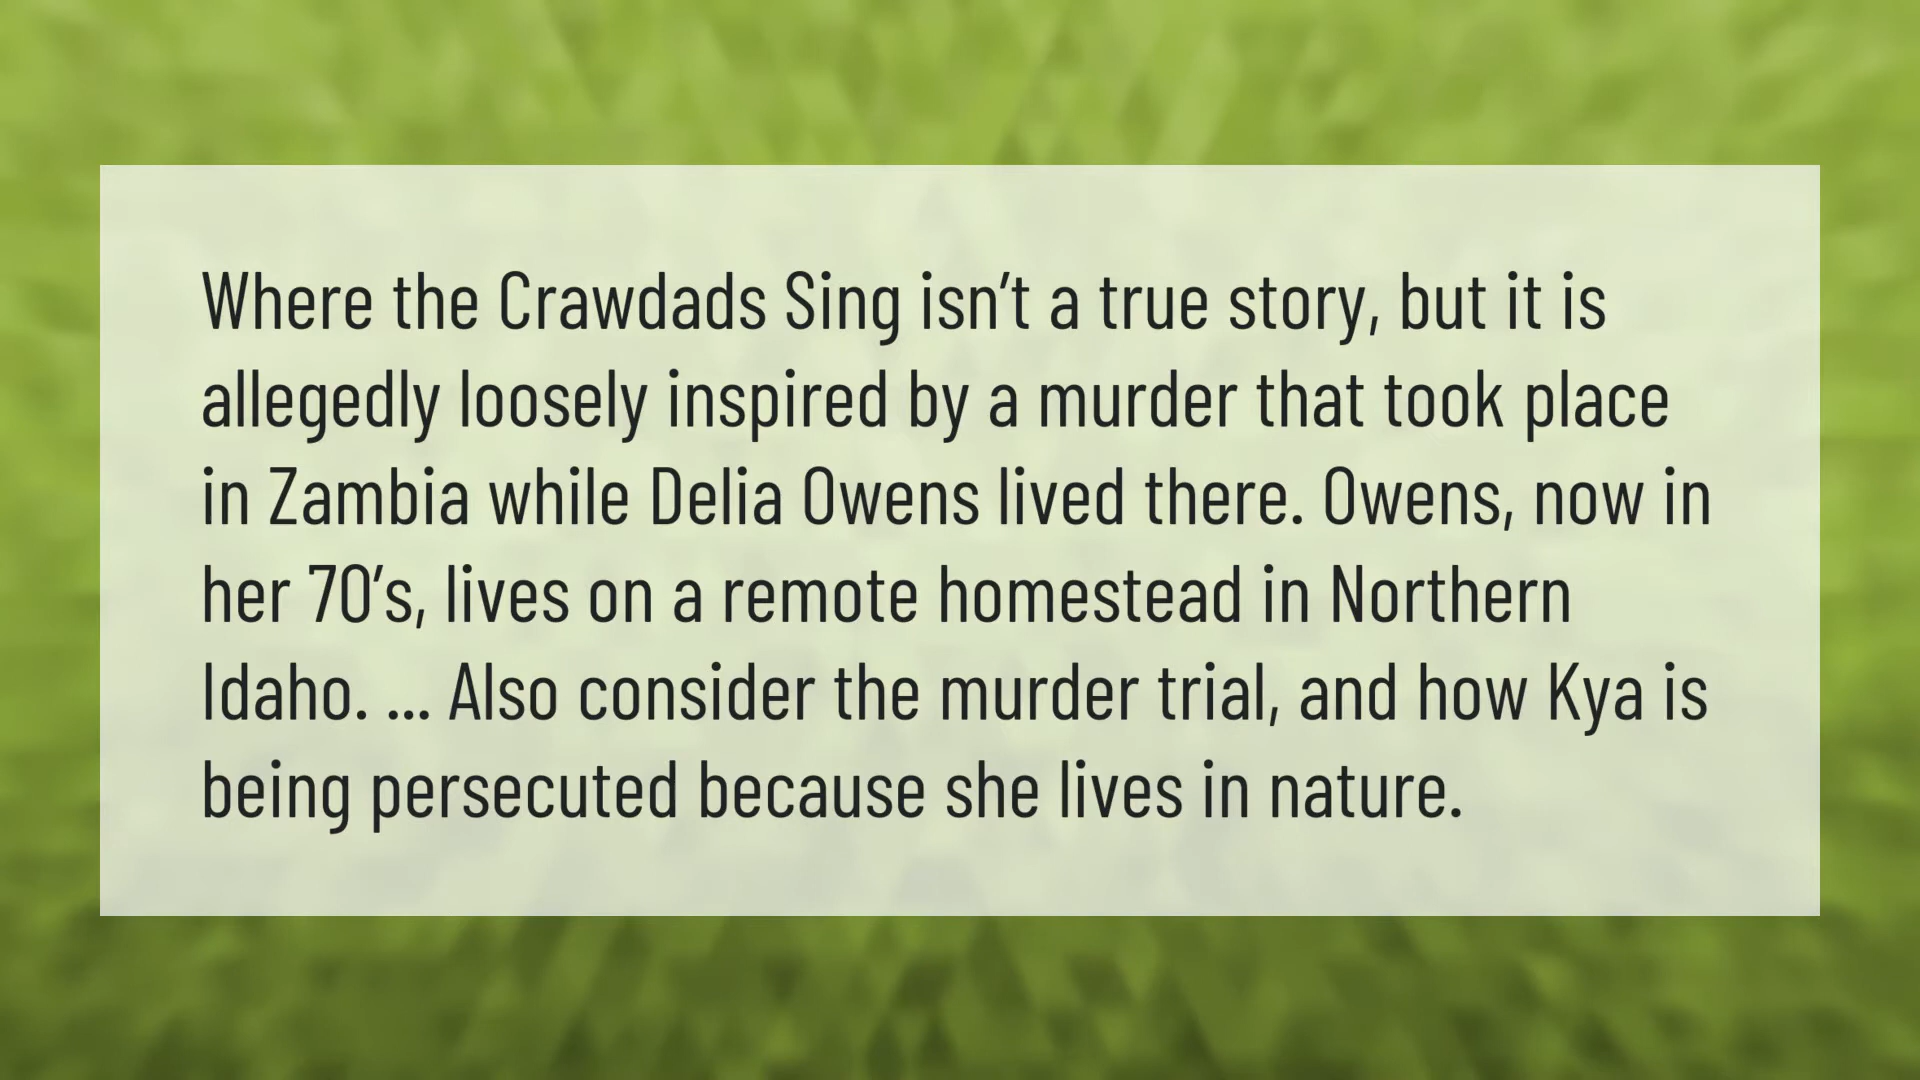 Where the Crawdads Sing isn’t a true story, but it is
allegedly loosely inspired by a murder that took place
in Zambia while Delia Owens lived there. Owens, now in
her 70’s, lives on a remote homestead in Northern
Idaho. ... Also consider the murder trial, and how Kya is
being persecuted because she lives in nature.